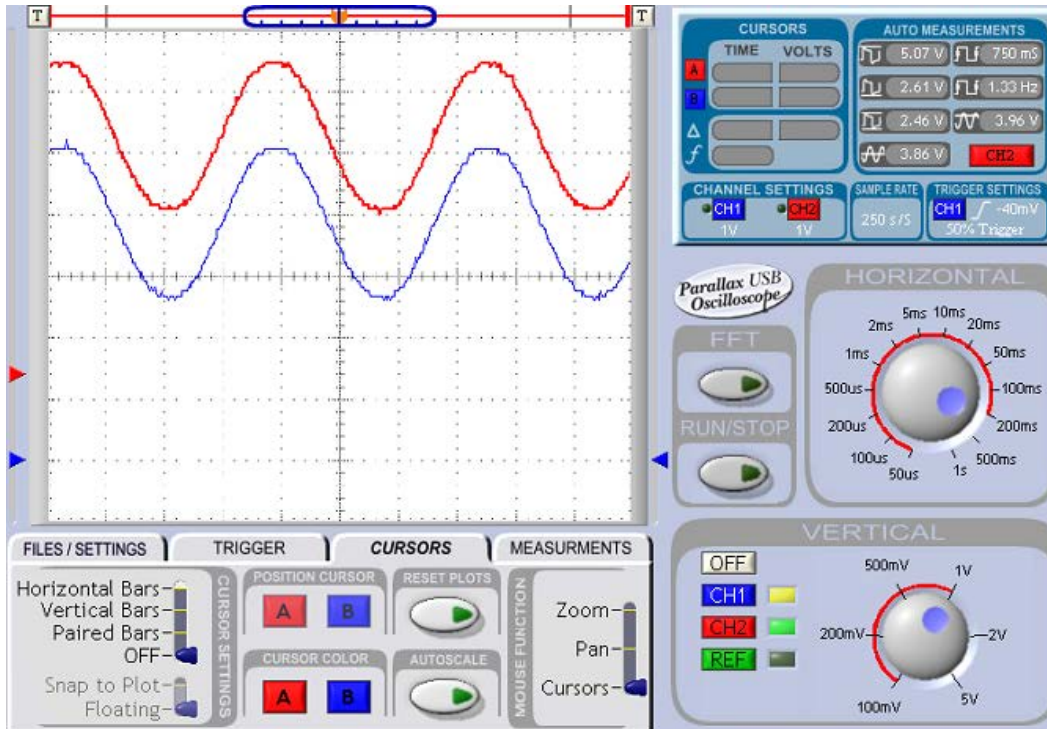 T T
CURSORS
TIME VOLTS
A
B
Δ
f
AUTO MEASUREMENTS
5.07 V 750 mS
2.61 V 1.33 Hz
2.46 V 3.96 V
3.86 V CH2
CHANNEL SETTINGS
CH1 CH2
1V 1V
SAMPLE RATE
250 s/S
TRIGGER SETTINGS
CH1 -40mV
50% Trigger
Parallax USB
Oscilloscope
FFT
RUN/STOP
HORIZONTAL
5ms 10ms
2ms 20ms
1ms 50ms
500us 100ms
200us 200ms
100us 500ms
50us 1s
FILES / SETTINGS TRIGGER CURSORS MEASURMENTS
Horizontal Bars
Vertical Bars
Paired Bars
OFF
Snap to Plot
Floating
CURSOR SETTINGS
POSITION CURSOR
A B
CURSOR COLOR
A B
RESET PLOTS
AUTOSCALE
MOUSE FUNCTION
Zoom
Pan
Cursors
VERTICAL
OFF
CH1
CH2
REF
500mV 1V
200mV 2V
100mV 5V